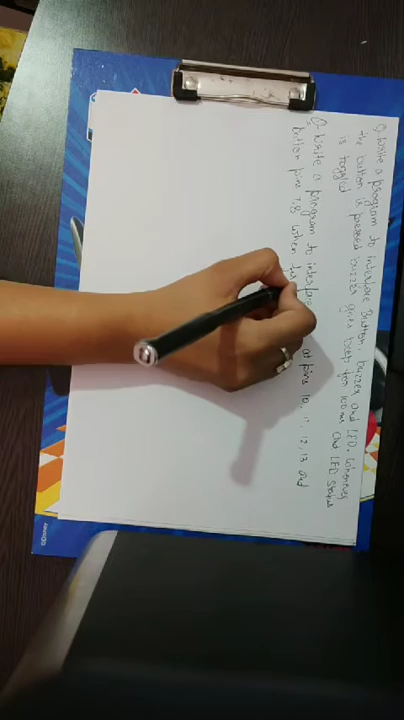 Q- Write a program to interface Button, buzzer and LED. Whenever
the button is pressed buzzer gives beep for 100 ms and LED status
is toggled
Q- Write a program to interface at pins 10, 11, 12, 13 and
button pins 7,8 when